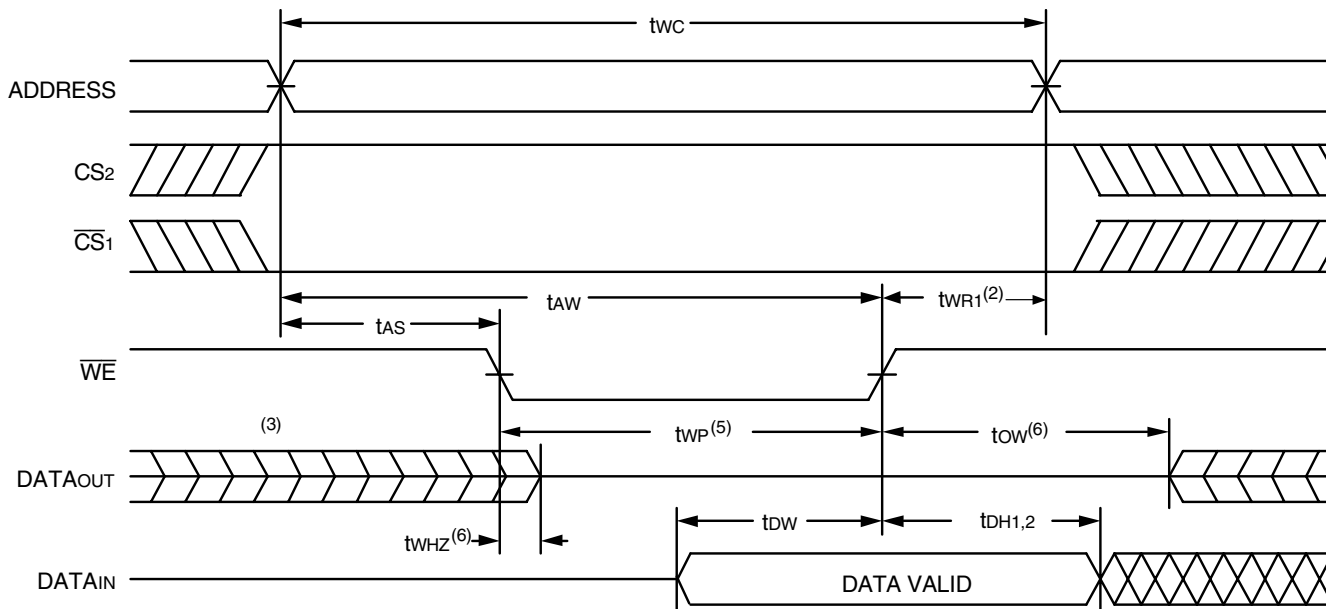 tWC
ADDRESS
CS2
CS1
tAW
tWR1(2)
tAS
WE
(3)
tWP(5)
tOW(6)
DATAOUT
tDW
tDH1,2
tWHZ(6)
DATAIN
DATA VALID